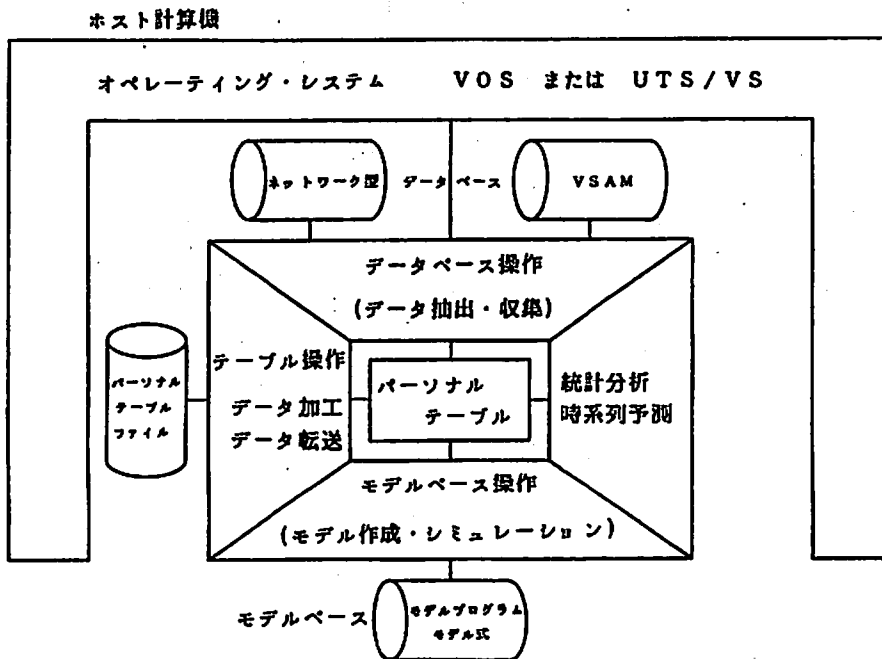 ホスト計算機
オペレーティング・システム VOS または UTS/VS
ネットワーク型
データベース
VSAM
データベース操作
(データ抽出・収集)
パーソナル
テーブル
ファイル
テーブル操作
データ加工
データ転送
パーソナル
テーブル
統計分析
時系列予測
モデルベース操作
(モデル作成・シミュレーション)
モデルベース
モデルプログラム
モデル式